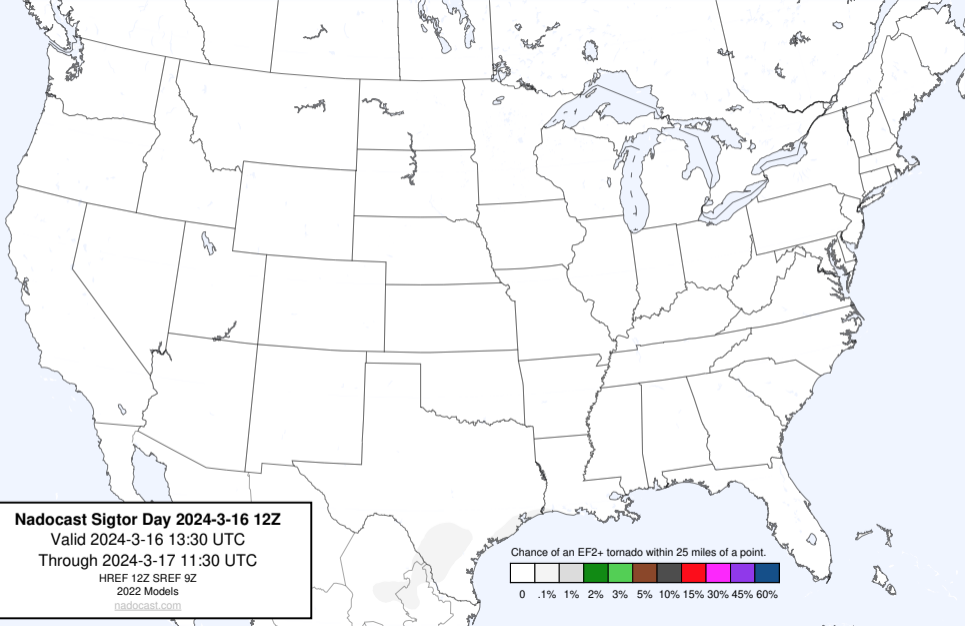 Nadocast Sigtor Day 2024-3-16 12Z
Valid 2024-3-16 13:30 UTC
Through 2024-3-17 11:30 UTC
HREF 12Z SREF 9Z
2022 Models
nadocast.com
Chance of an EF2+ tornado within 25 miles of a point.
0 .1% 1% 2% 3% 5% 10% 15% 30% 45% 60%